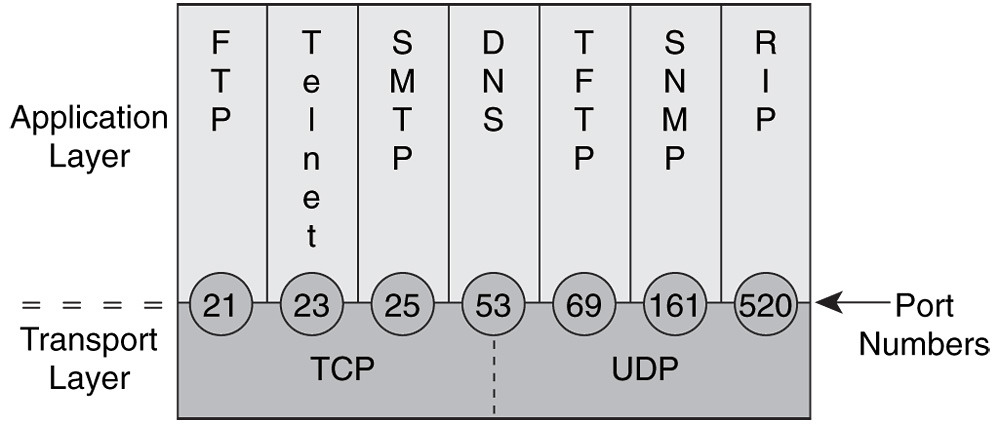 FTP
Telnet
SMTP
DNS
TFTP
SNMP
RIP
Application
Layer
21
23
25
53
69
161
520
Port
Numbers
Transport
Layer
TCP
UDP